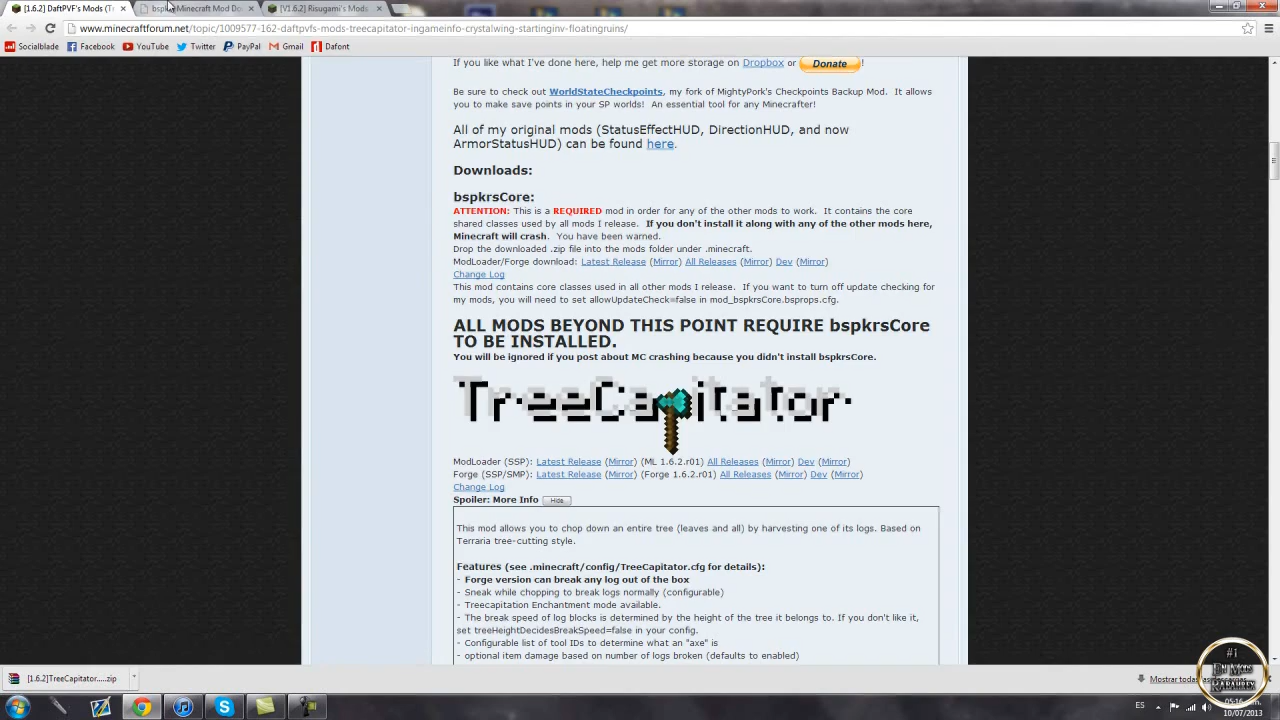 [1.6.2] DaftPVF's Mods (Tr
Minecraft Mod Do
[V1.6.2] Risugami's Mods
www.minecraftforum.net/topic/1009577-162-daftpvfs-mods-treecapitator-ingameinfo-crystalwing-startinginv-floatingruins/
Socialblade
Facebook
YouTube
Twitter
PayPal
Gmail
Dafont
If you like what I've done here, help me get more storage on Dropbox or Donate !
Be sure to check out WorldStateCheckpoints, my fork of MightyPork's Checkpoints Backup Mod. It allows
you to make save points in your SP worlds! An essential tool for any Minecrafter!
All of my original mods (StatusEffectHUD, DirectionHUD, and now
ArmorStatusHUD) can be found here.
Downloads:
bspkrsCore:
ATTENTION: This is a REQUIRED mod in order for any of the other mods to work. It contains the core
shared classes used by all mods I release. If you don't install it along with any of the other mods here,
Minecraft will crash. You have been warned.
Drop the downloaded .zip file into the mods folder under .minecraft.
ModLoader/Forge download: Latest Release (Mirror) All Releases (Mirror) Dev (Mirror)
Change Log
This mod contains core classes used in all other mods I release. If you want to turn off update checking for
my mods, you will need to set allowUpdateCheck=false in mod_bspkrsCore.bsprops.cfg.
ALL MODS BEYOND THIS POINT REQUIRE bspkrsCore
TO BE INSTALLED.
You will be ignored if you post about MC crashing because you didn't install bspkrsCore.
TreeCapitator
ModLoader (SSP): Latest Release (Mirror) (ML 1.6.2.r01) All Releases (Mirror) Dev (Mirror)
Forge (SSP/SMP): Latest Release (Mirror) (Forge 1.6.2.r01) All Releases (Mirror) Dev (Mirror)
Change Log
Spoiler: More Info Hide
This mod allows you to chop down an entire tree (leaves and all) by harvesting one of its logs. Based on
Terraria tree-cutting style.
Features (see .minecraft/config/TreeCapitator.cfg for details):
- Forge version can break any log out of the box
- Sneak while chopping to break logs normally (configurable)
- Treecapitation Enchantment mode available.
- The break speed of log blocks is determined by the height of the tree it belongs to. If you don't like it,
set treeHeightDecidesBreakSpeed=false in your config.
- Configurable list of tool IDs to determine what an "axe" is
- optional item damage based on number of logs broken (defaults to enabled)
[1.6.2]TreeCapitator....zip
Mostrar todas
#1
ES
10/07/2013